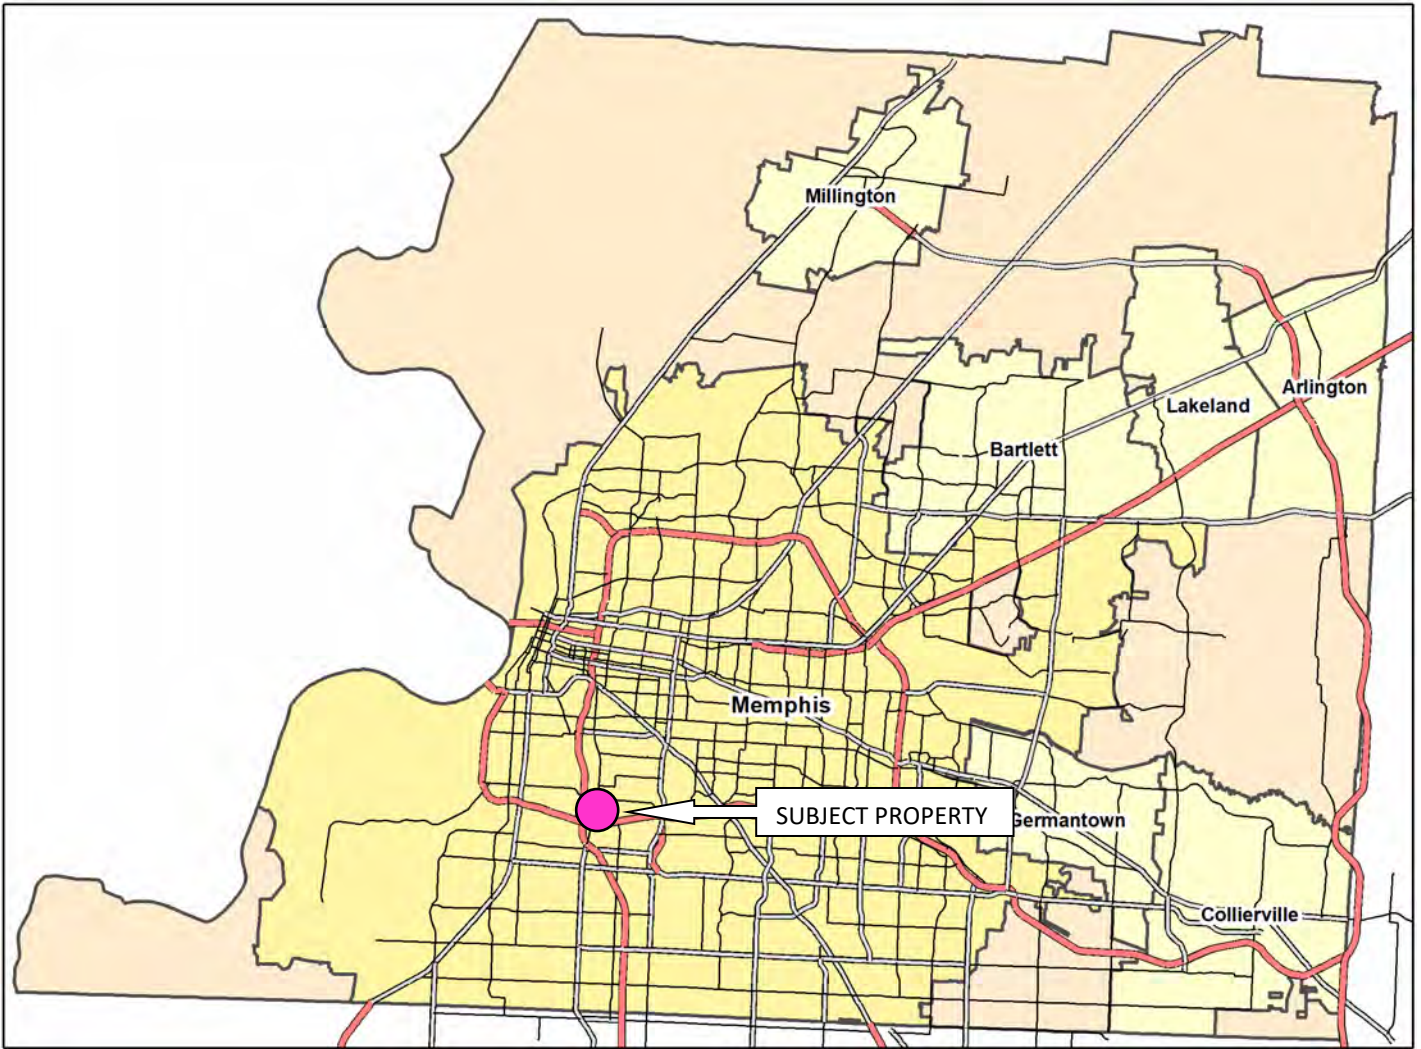 Millington
Arlington
Lakeland
Bartlett
Memphis
SUBJECT PROPERTY
Germantown
Collierville